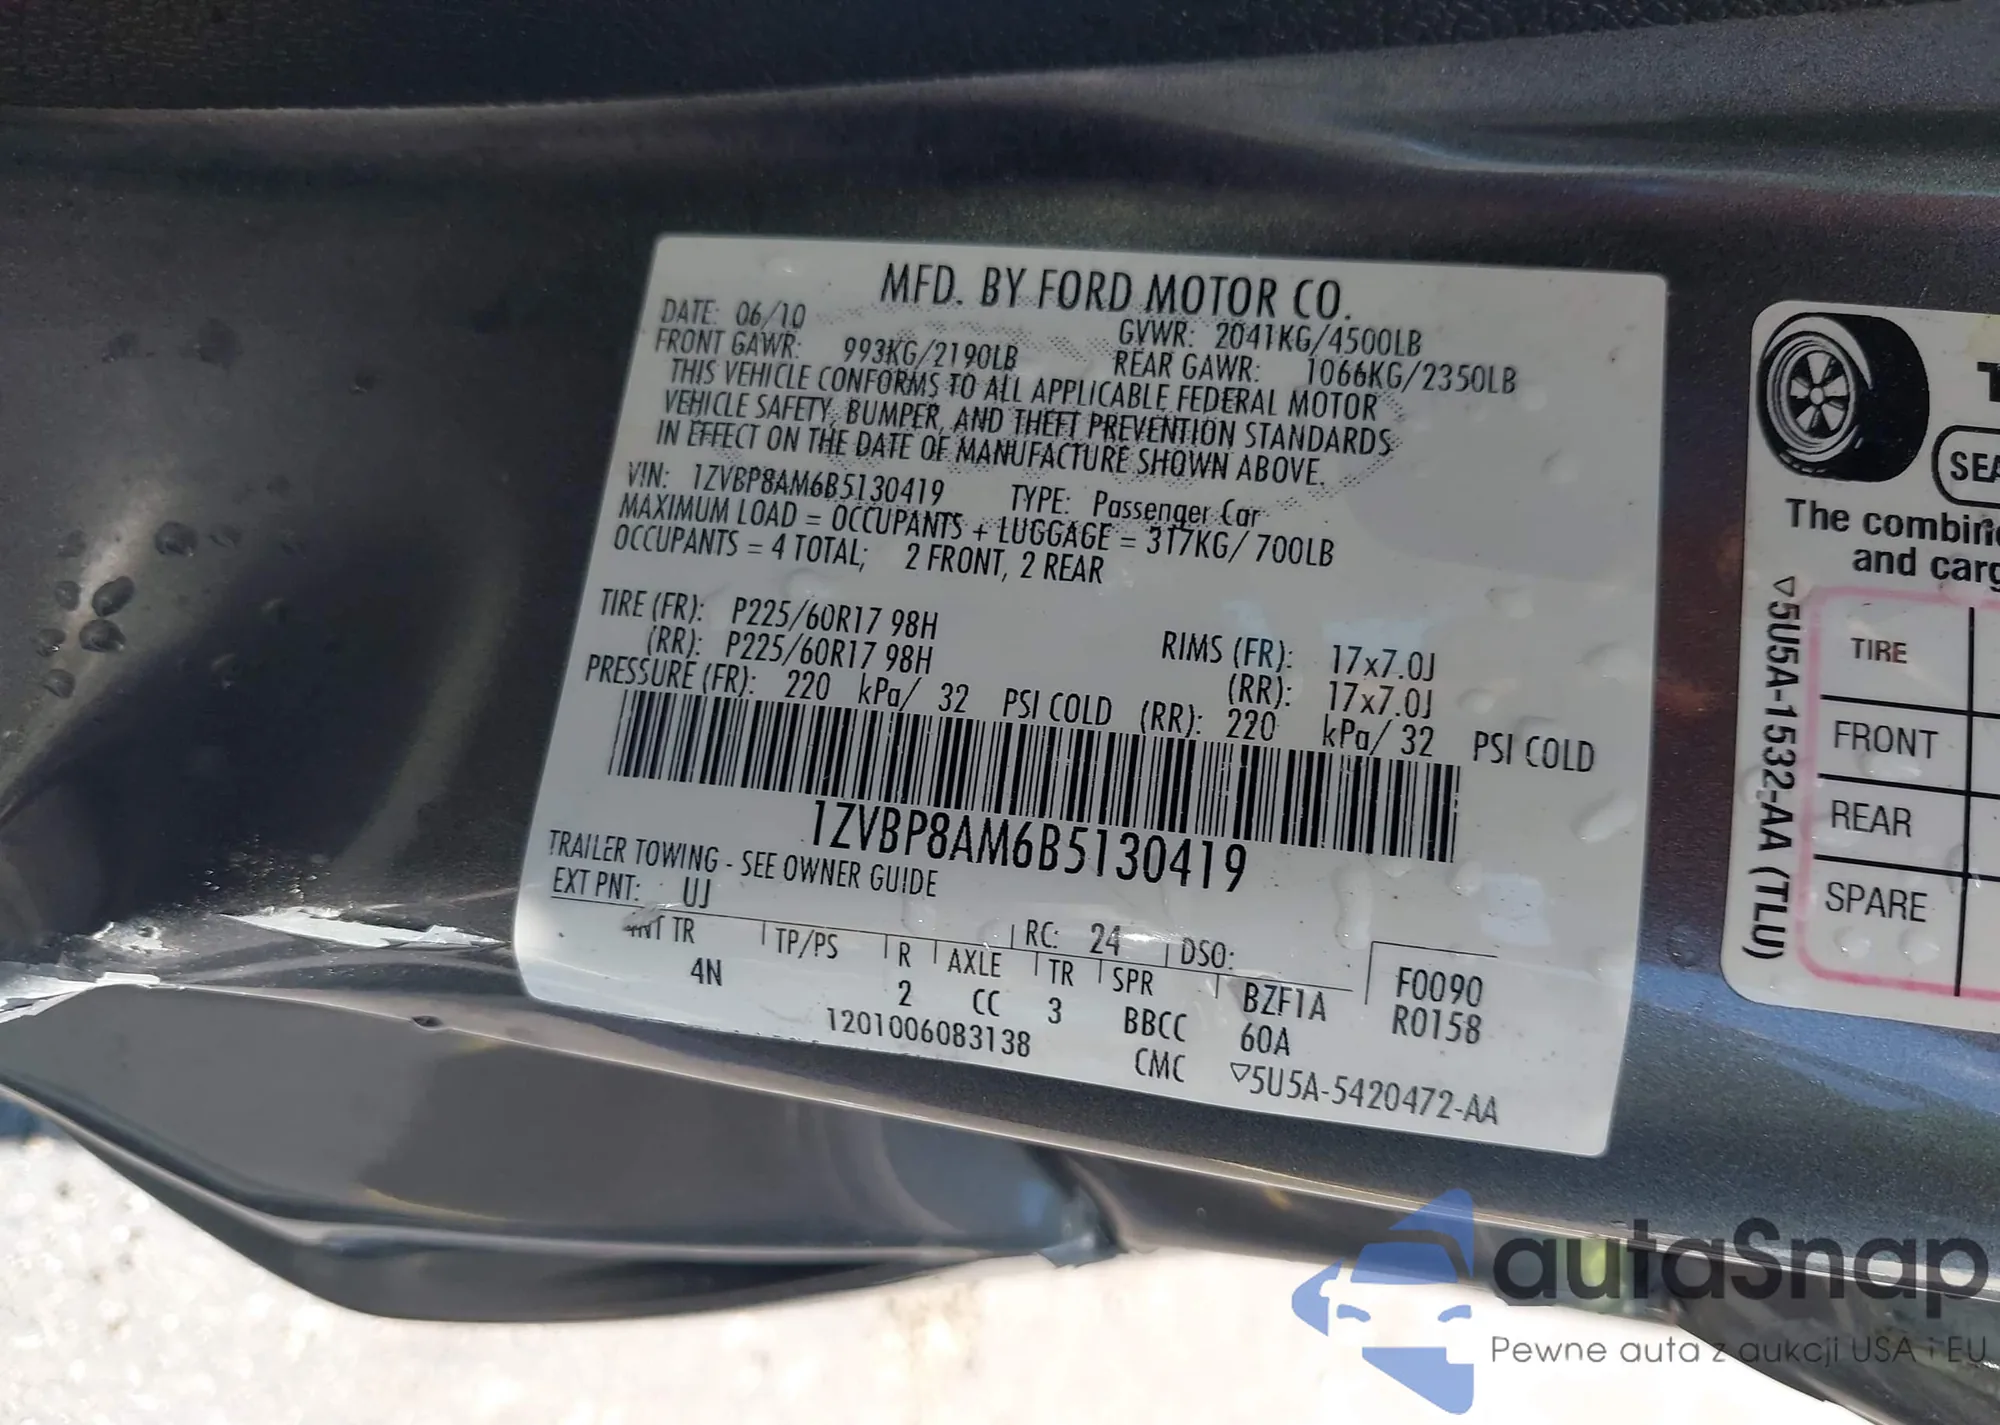 MFD. BY FORD MOTOR CO.
DATE: 06/10 GVWR: 2041KG/4500LB
FRONT GAWR: 993KG/2190LB REAR GAWR: 1066KG/2350LB
THIS VEHICLE CONFORMS TO ALL APPLICABLE FEDERAL MOTOR
VEHICLE SAFETY, BUMPER, AND THEFT PREVENTION STANDARDS
IN EFFECT ON THE DATE OF MANUFACTURE SHOWN ABOVE.
VIN: 1ZVBP8AM6B5130419 TYPE: Passenger Car
MAXIMUM LOAD = OCCUPANTS + LUGGAGE = 317KG/ 700LB
OCCUPANTS = 4 TOTAL; 2 FRONT, 2 REAR
TIRE (FR): P225/60R17 98H RIMS (FR): 17x7.0J
(RR): P225/60R17 98H (RR): 17x7.0J
PRESSURE (FR): 220 kPa/ 32 PSI COLD (RR): 220 kPa/ 32 PSI COLD
1ZVBP8AM6B5130419
TRAILER TOWING - SEE OWNER GUIDE
EXT PNT: UJ RC: 24 DSO:
TR TP/PS R AXLE TR SPR BZF1A F0090
4N 2 CC 3 BBCC 60A R0158
1201006083138 CMC ▽5U5A-5420472-AA
SEA
The combin
and carg
TIRE
FRONT
REAR
SPARE
▽5U5A-1532-AA (TLU)
autaSnap
Pewne auta z aukcji USA i EU